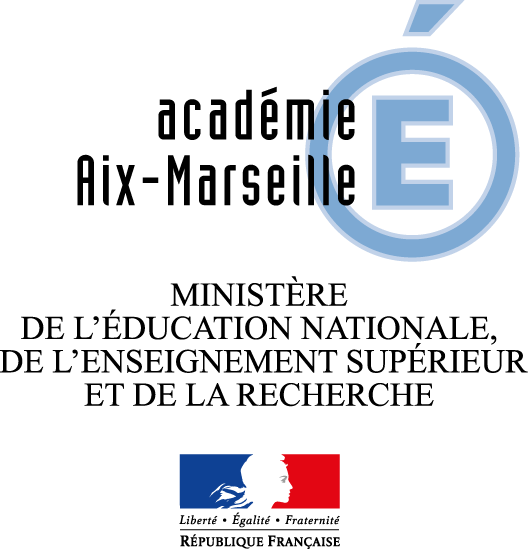 académie
Aix-Marseille
É
MINISTÈRE
DE L’ÉDUCATION NATIONALE,
DE L’ENSEIGNEMENT SUPÉRIEUR
ET DE LA RECHERCHE
Liberté • Égalité • Fraternité
RÉPUBLIQUE FRANÇAISE